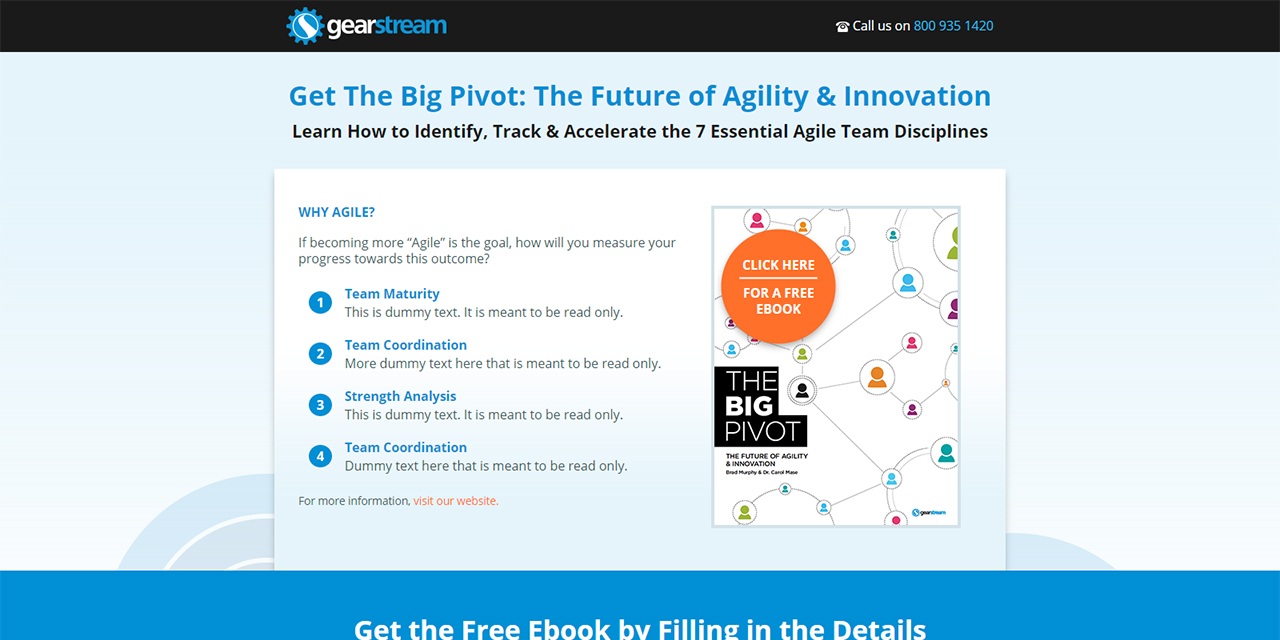 gearstream
Call us on 800 935 1420
Get The Big Pivot: The Future of Agility & Innovation
Learn How to Identify, Track & Accelerate the 7 Essential Agile Team Disciplines
WHY AGILE?
If becoming more “Agile” is the goal, how will you measure your
progress towards this outcome?
1 Team Maturity
This is dummy text. It is meant to be read only.
2 Team Coordination
More dummy text here that is meant to be read only.
3 Strength Analysis
This is dummy text. It is meant to be read only.
4 Team Coordination
Dummy text here that is meant to be read only.
For more information, visit our website.
CLICK HERE
FOR A FREE
EBOOK
THE
BIG
PIVOT
THE FUTURE OF AGILITY
& INNOVATION
Brad Murphy & Dr. Carol Mase
gearstream
Get the Free Ebook by Filling in the Details